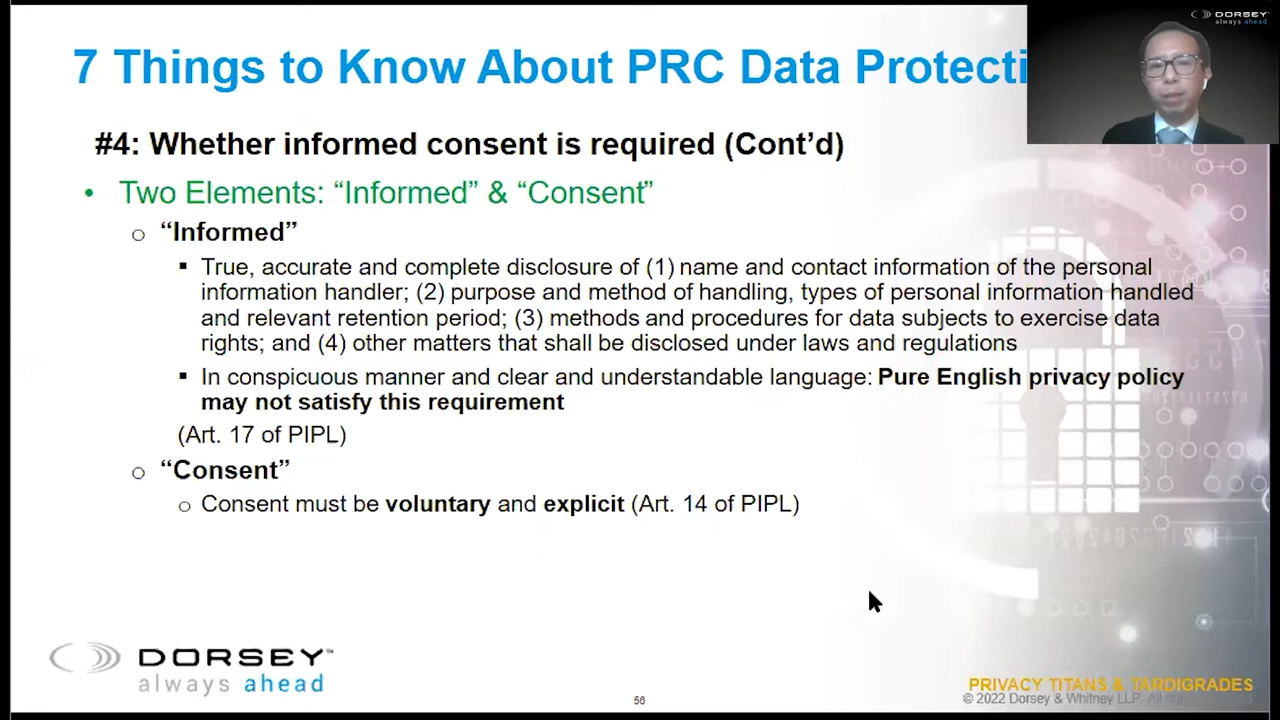 DORSEY
always ahead
7 Things to Know About PRC Data Protecti
#4: Whether informed consent is required (Cont’d)
• Two Elements: “Informed” & “Consent”
o “Informed”
▪ True, accurate and complete disclosure of (1) name and contact information of the personal
information handler; (2) purpose and method of handling, types of personal information handled
and relevant retention period; (3) methods and procedures for data subjects to exercise data
rights; and (4) other matters that shall be disclosed under laws and regulations
▪ In conspicuous manner and clear and understandable language: Pure English privacy policy
may not satisfy this requirement
(Art. 17 of PIPL)
o “Consent”
o Consent must be voluntary and explicit (Art. 14 of PIPL)
DORSEY™
always ahead
56
PRIVACY TITANS & TARDIGRADES
© 2022 Dorsey & Whitney LLP. All